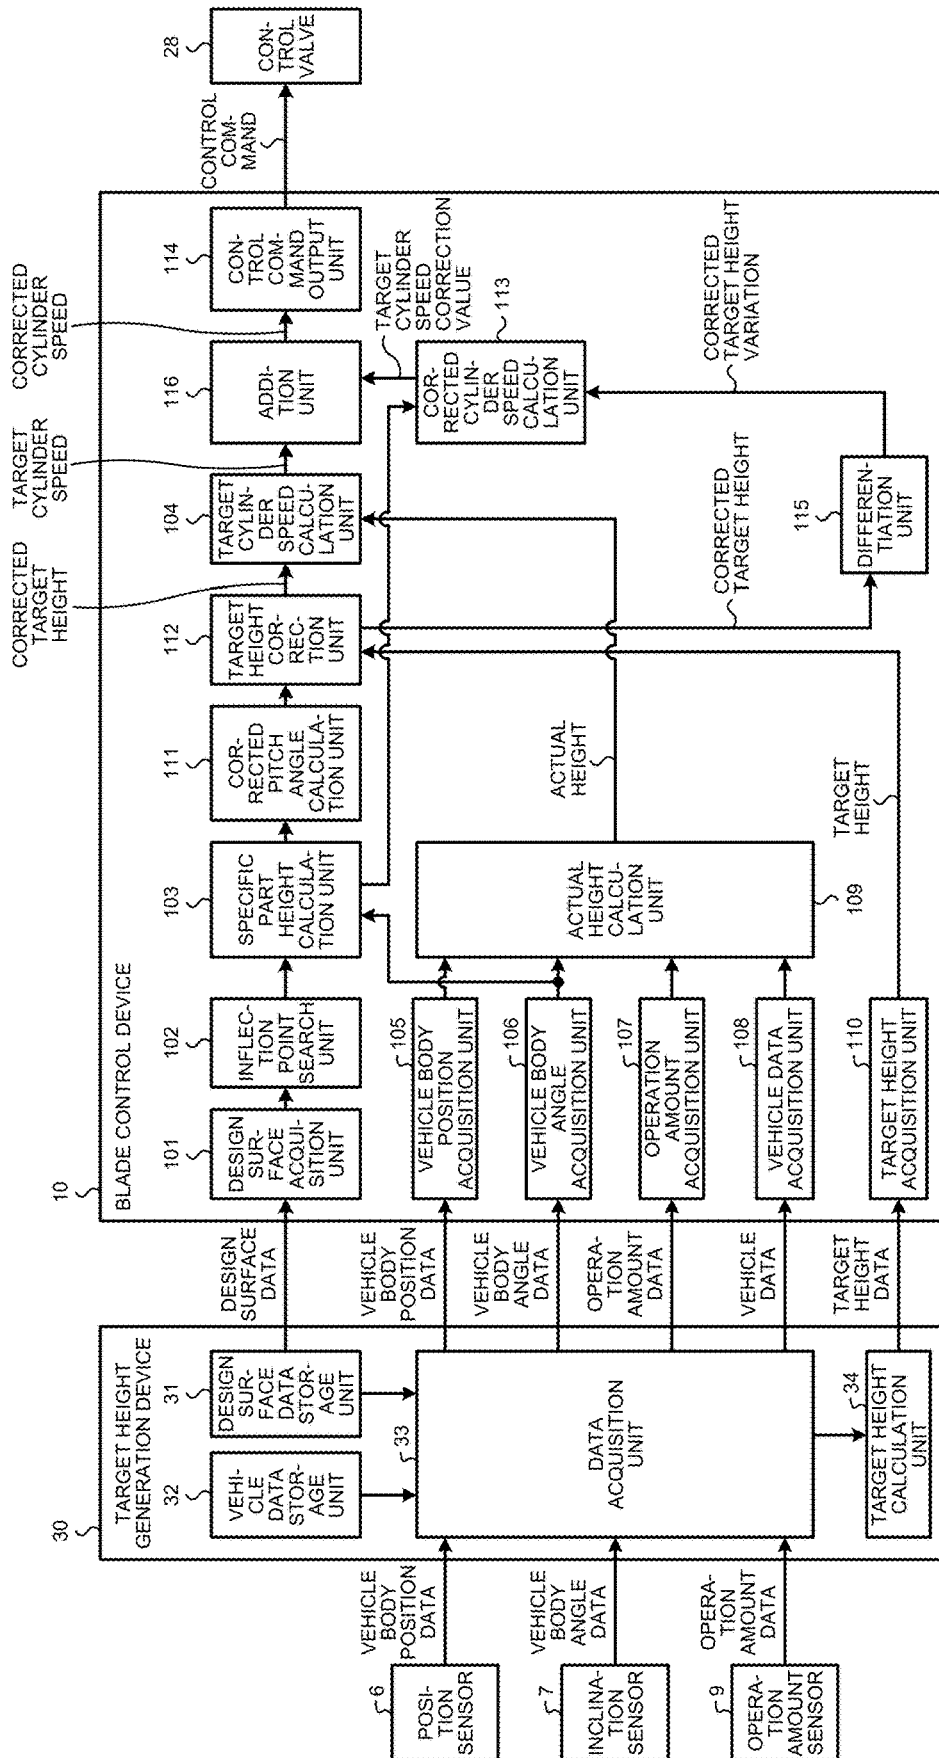 6
POSI-
TION
SENSOR
7
INCLINA-
TION
SENSOR
9
OPERA-
TION
AMOUNT
SENSOR
VEHICLE
BODY
POSITION
DATA
VEHICLE
BODY
ANGLE
DATA
OPERA-
TION
AMOUNT
DATA
30
TARGET HEIGHT
GENERATION DEVICE
32
VEHI-
CLE
DATA
STOR-
AGE
UNIT
31
DESIGN
SUR-
FACE
DATA
STOR-
AGE
UNIT
33
DATA
ACQUISITION
UNIT
34
TARGET HEIGHT
CALCULATION
UNIT
DESIGN
SURFACE
DATA
VEHICLE
BODY
POSITION
DATA
VEHICLE
BODY
ANGLE
DATA
OPERA-
TION
AMOUNT
DATA
VEHICLE
DATA
TARGET
HEIGHT
DATA
10
BLADE CONTROL DEVICE
101
DESIGN
SUR-
FACE
ACQUI-
SITION
UNIT
102
INFLEC-
TION
POINT
SEARCH
UNIT
103
SPECIFIC
PART
HEIGHT
CALCULA-
TION UNIT
111
COR-
RECTED
PITCH
ANGLE
CALCULA-
TION UNIT
112
TARGET
HEIGHT
COR-
REC-
TION
UNIT
CORRECTED
TARGET
HEIGHT
104
TARGET
CYLIN-
DER
SPEED
CALCU-
LATION
UNIT
TARGET
CYLINDER
SPEED
116
ADDI-
TION
UNIT
CORRECTED
CYLINDER
SPEED
114
CON-
TROL
COM-
MAND
OUTPUT
UNIT
CONTROL
COM-
MAND
28
CON-
TROL
VALVE
105
VEHICLE BODY
POSITION
ACQUISITION UNIT
106
VEHICLE BODY
ANGLE
ACQUISITION UNIT
107
OPERATION
AMOUNT
ACQUISITION UNIT
108
VEHICLE DATA
ACQUISITION UNIT
110
TARGET HEIGHT
ACQUISITION UNIT
ACTUAL
HEIGHT
CALCU-
LATION
UNIT
109
ACTUAL
HEIGHT
TARGET
HEIGHT
TARGET
CYLINDER
SPEED
CORRECTION
VALUE
113
COR-
RECTED
CYLIN-
DER
SPEED
CALCU-
LATION
UNIT
CORRECTED
TARGET HEIGHT
115
DIFFEREN-
TIATION
UNIT
CORRECTED
TARGET HEIGHT
VARIATION